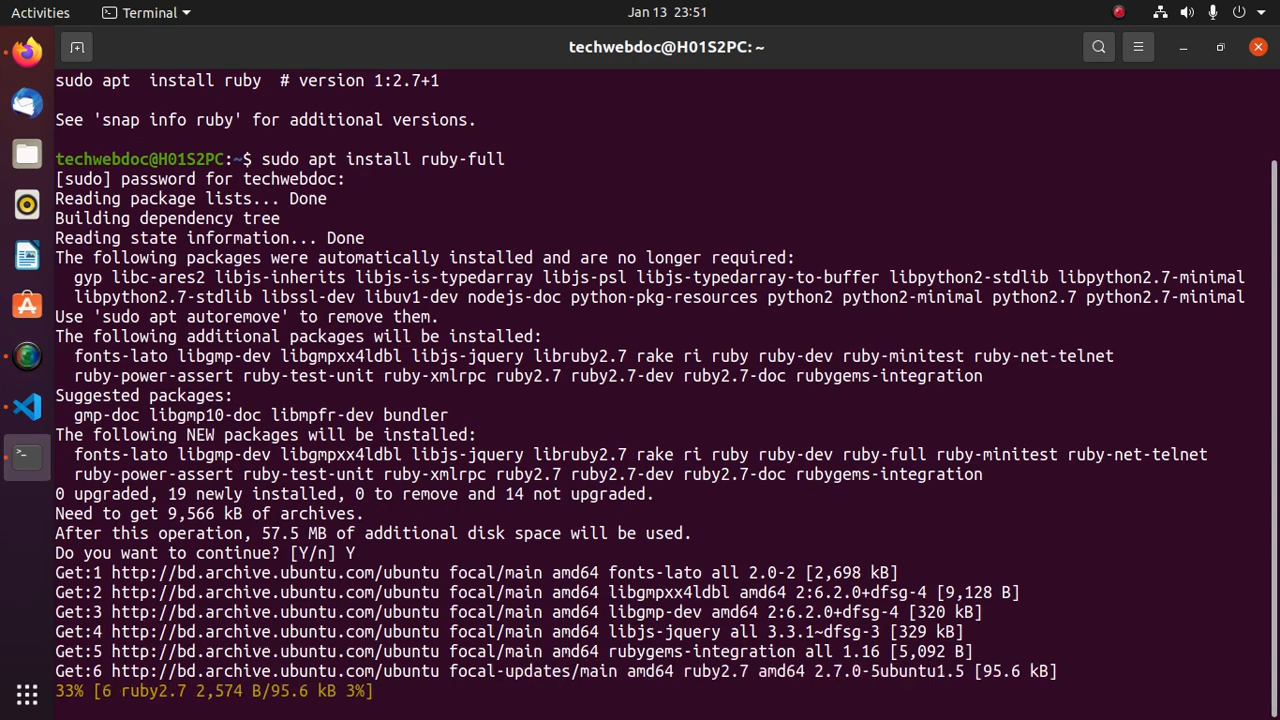 Activities Terminal Jan 13 23:51
techwebdoc@H01S2PC: ~
sudo apt  install ruby  # version 1:2.7+1
See 'snap info ruby' for additional versions.
techwebdoc@H01S2PC:~$ sudo apt install ruby-full
[sudo] password for techwebdoc:
Reading package lists... Done
Building dependency tree
Reading state information... Done
The following packages were automatically installed and are no longer required:
  gyp libc-ares2 libjs-inherits libjs-is-typedarray libjs-psl libjs-typedarray-to-buffer libpython2-stdlib libpython2.7-minimal
  libpython2.7-stdlib libssl-dev libuv1-dev nodejs-doc python-pkg-resources python2 python2-minimal python2.7 python2.7-minimal
Use 'sudo apt autoremove' to remove them.
The following additional packages will be installed:
  fonts-lato libgmp-dev libgmpxx4ldbl libjs-jquery libruby2.7 rake ri ruby ruby-dev ruby-minitest ruby-net-telnet
  ruby-power-assert ruby-test-unit ruby-xmlrpc ruby2.7 ruby2.7-dev ruby2.7-doc rubygems-integration
Suggested packages:
  gmp-doc libgmp10-doc libmpfr-dev bundler
The following NEW packages will be installed:
  fonts-lato libgmp-dev libgmpxx4ldbl libjs-jquery libruby2.7 rake ri ruby ruby-dev ruby-full ruby-minitest ruby-net-telnet
  ruby-power-assert ruby-test-unit ruby-xmlrpc ruby2.7 ruby2.7-dev ruby2.7-doc rubygems-integration
0 upgraded, 19 newly installed, 0 to remove and 14 not upgraded.
Need to get 9,566 kB of archives.
After this operation, 57.5 MB of additional disk space will be used.
Do you want to continue? [Y/n] Y
Get:1 http://bd.archive.ubuntu.com/ubuntu focal/main amd64 fonts-lato all 2.0-2 [2,698 kB]
Get:2 http://bd.archive.ubuntu.com/ubuntu focal/main amd64 libgmpxx4ldbl amd64 2:6.2.0+dfsg-4 [9,128 B]
Get:3 http://bd.archive.ubuntu.com/ubuntu focal/main amd64 libgmp-dev amd64 2:6.2.0+dfsg-4 [320 kB]
Get:4 http://bd.archive.ubuntu.com/ubuntu focal/main amd64 libjs-jquery all 3.3.1~dfsg-3 [329 kB]
Get:5 http://bd.archive.ubuntu.com/ubuntu focal/main amd64 rubygems-integration all 1.16 [5,092 B]
Get:6 http://bd.archive.ubuntu.com/ubuntu focal-updates/main amd64 ruby2.7 amd64 2.7.0-5ubuntu1.5 [95.6 kB]
33% [6 ruby2.7 2,574 B/95.6 kB 3%]